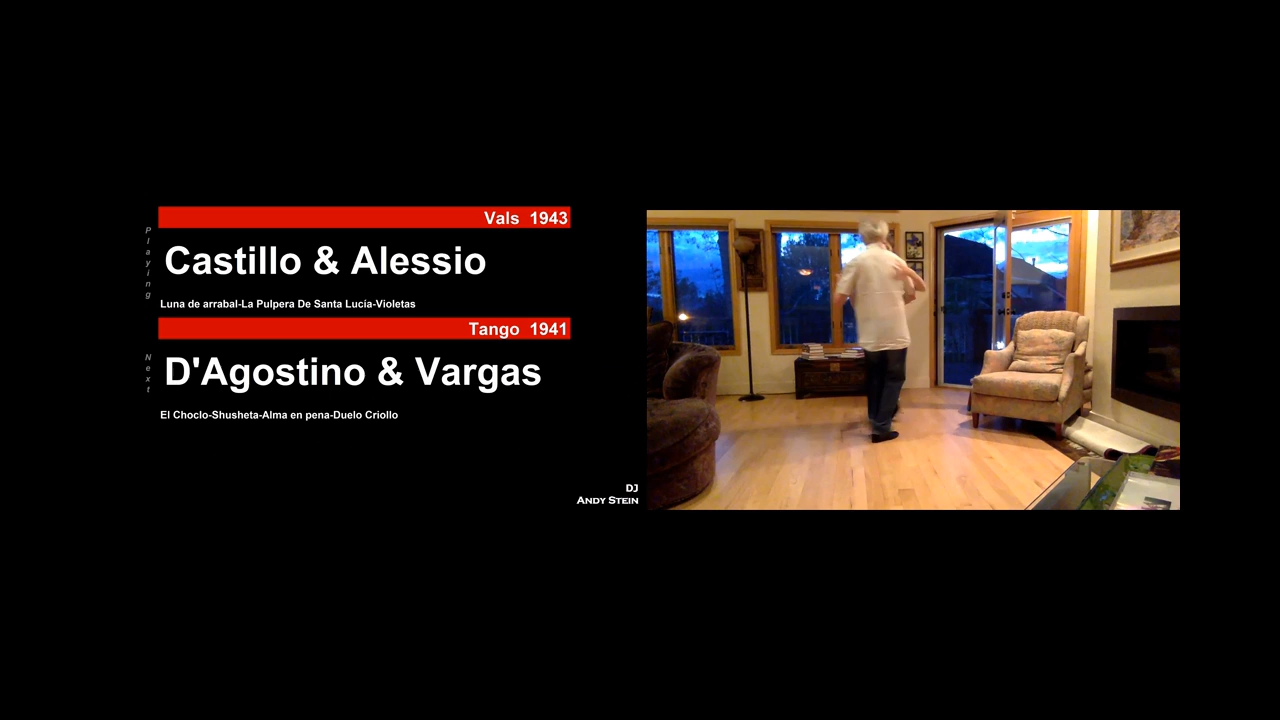 Playing
Vals 1943
Castillo & Alessio
Luna de arrabal-La Pulpera De Santa Lucía-Violetas
Next
Tango 1941
D'Agostino & Vargas
El Choclo-Shusheta-Alma en pena-Duelo Criollo
DJ
Andy Stein